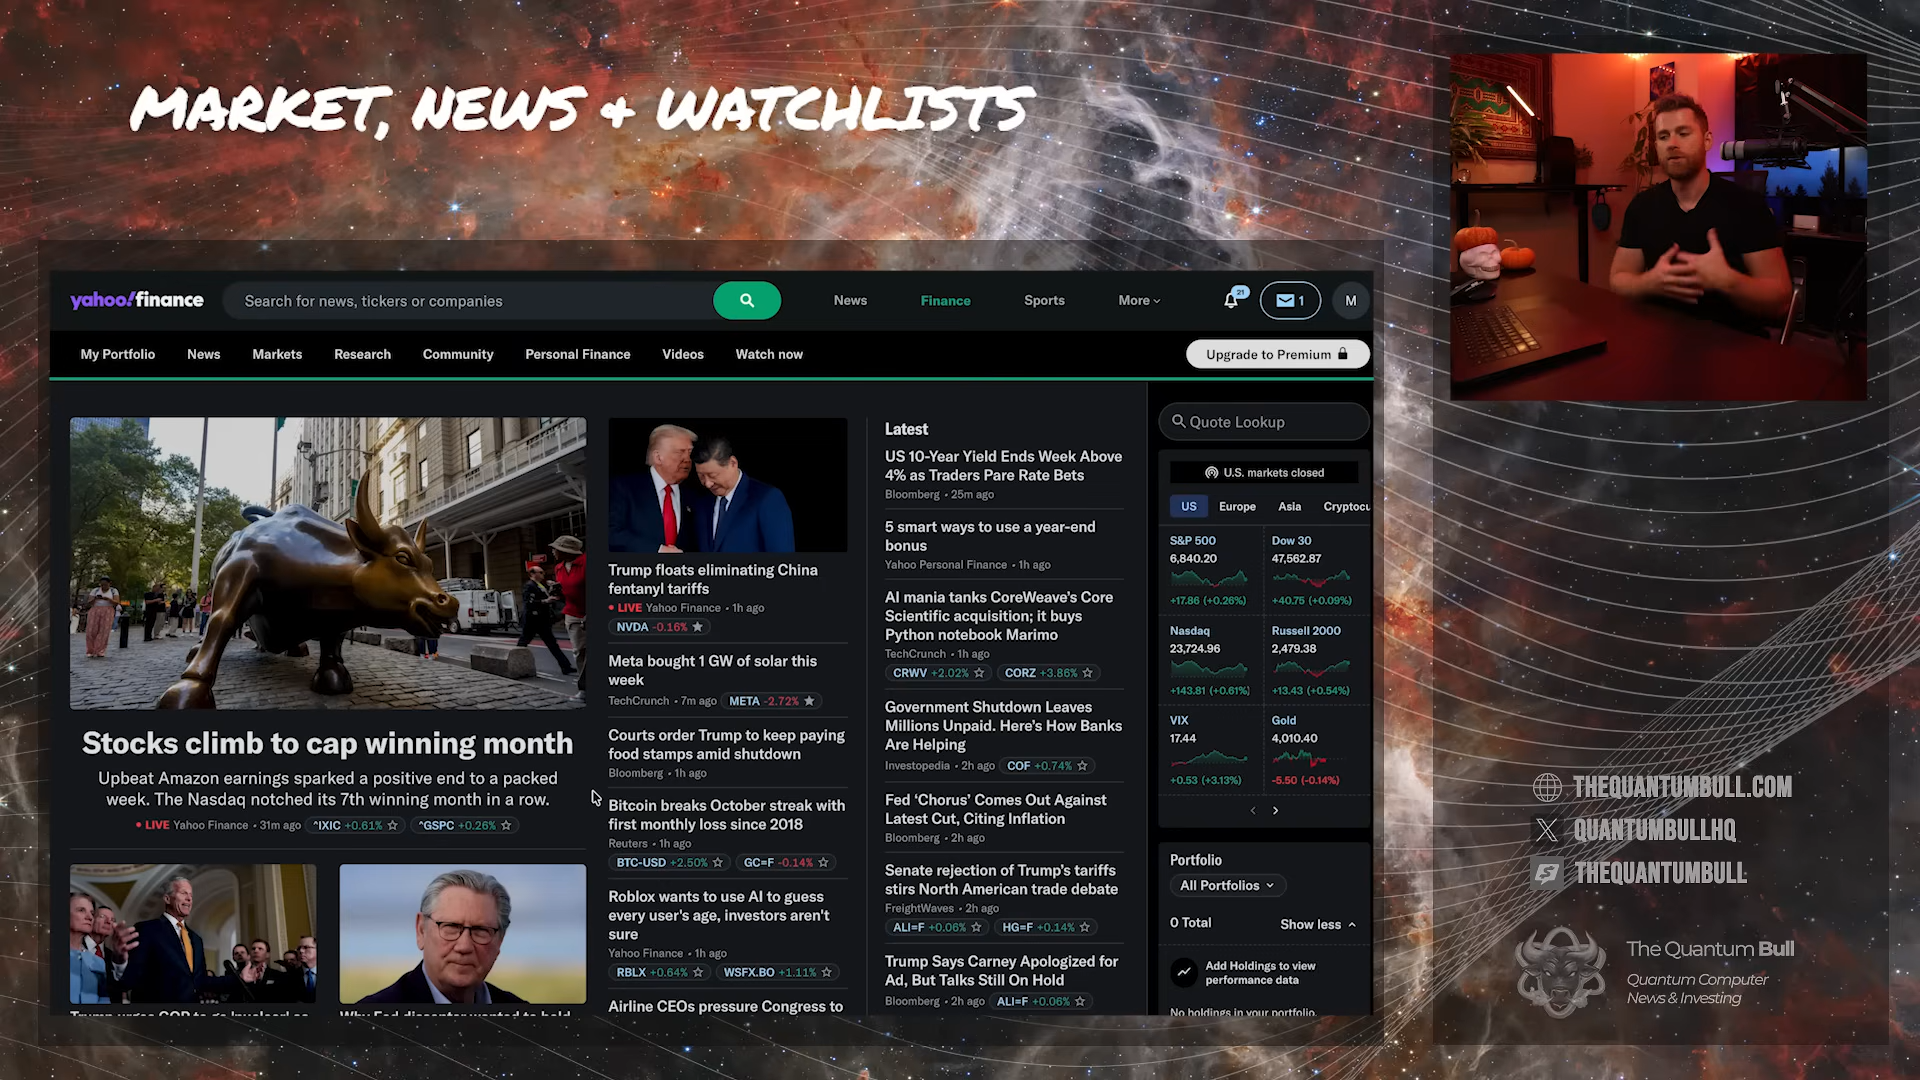 MARKET, NEWS & WATCHLISTS
yahoo!finance
Search for news, tickers or companies
News
Finance
Sports
More
21
1
M
My Portfolio
News
Markets
Research
Community
Personal Finance
Videos
Watch now
Upgrade to Premium
Stocks climb to cap winning month
Upbeat Amazon earnings sparked a positive end to a packed
week. The Nasdaq notched its 7th winning month in a row.
• LIVE Yahoo Finance • 31m ago ^IXIC +0.61% ^GSPC +0.26%
Trump floats eliminating China
fentanyl tariffs
• LIVE Yahoo Finance • 1h ago
NVDA -0.16%
Meta bought 1 GW of solar this
week
TechCrunch • 7m ago META -2.72%
Courts order Trump to keep paying
food stamps amid shutdown
Bloomberg • 1h ago
Bitcoin breaks October streak with
first monthly loss since 2018
Reuters • 1h ago
BTC-USD +2.50% GC=F -0.14%
Roblox wants to use AI to guess
every user's age, investors aren't
sure
Yahoo Finance • 1h ago
RBLX +0.64% WSFX.BO +1.11%
Airline CEOs pressure Congress to
Latest
US 10-Year Yield Ends Week Above
4% as Traders Pare Rate Bets
Bloomberg • 25m ago
5 smart ways to use a year-end
bonus
Yahoo Personal Finance • 1h ago
AI mania tanks CoreWeave's Core
Scientific acquisition; it buys
Python notebook Marimo
TechCrunch • 1h ago
CRWV +2.02% CORZ +3.86%
Government Shutdown Leaves
Millions Unpaid. Here's How Banks
Are Helping
Investopedia • 2h ago COF +0.74%
Fed 'Chorus' Comes Out Against
Latest Cut, Citing Inflation
Bloomberg • 2h ago
Senate rejection of Trump's tariffs
stirs North American trade debate
FreightWaves • 2h ago
ALI=F +0.06% HG=F +0.14%
Trump Says Carney Apologized for
Ad, But Talks Still On Hold
Bloomberg • 2h ago ALI=F +0.06%
Quote Lookup
U.S. markets closed
US Europe Asia Cryptocu
S&P 500
6,840.20
+17.86 (+0.26%)
Dow 30
47,562.87
+40.75 (+0.09%)
Nasdaq
23,724.96
+143.81 (+0.61%)
Russell 2000
2,479.38
+13.43 (+0.54%)
VIX
17.44
+0.53 (+3.13%)
Gold
4,010.40
-5.50 (-0.14%)
Portfolio
All Portfolios
0 Total
Show less
Add Holdings to view
performance data
No holdings in your portfolio.
THEQUANTUMBULL.COM
QUANTUMBULLHQ
THEQUANTUMBULL
The Quantum Bull
Quantum Computer
News & Investing